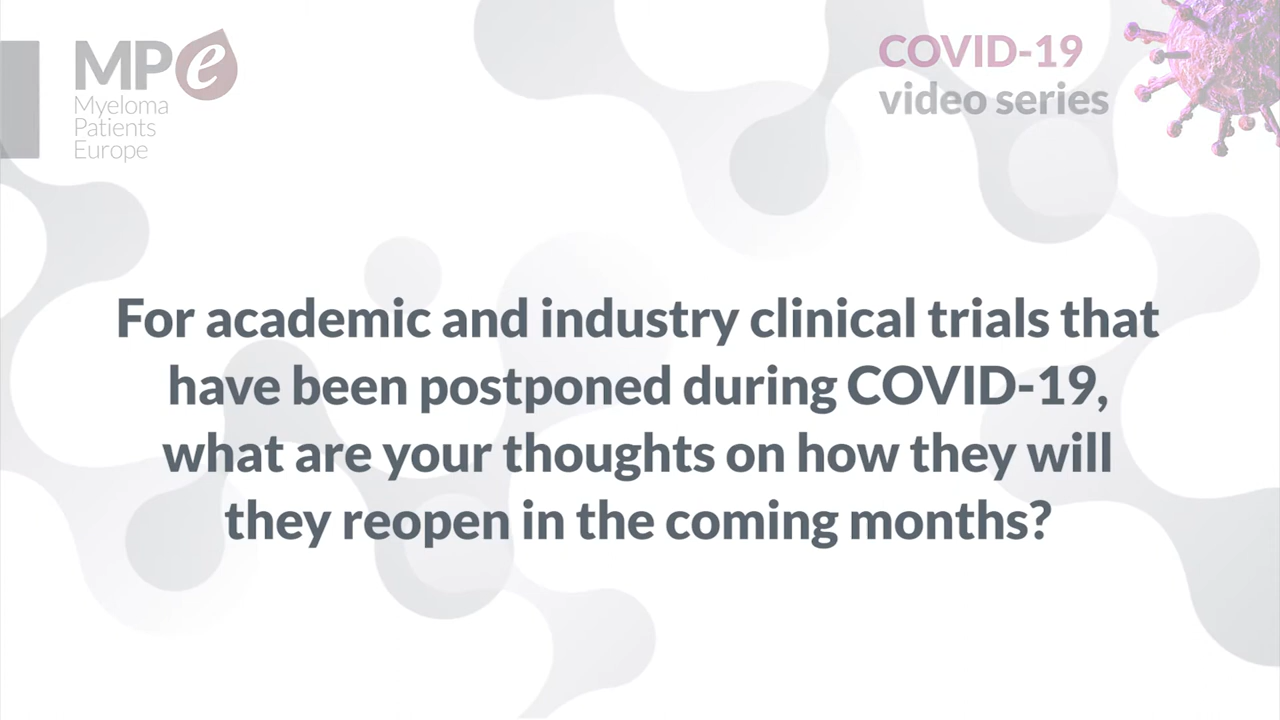 MPe
Myeloma
Patients
Europe
COVID-19
video series
For academic and industry clinical trials that
have been postponed during COVID-19,
what are your thoughts on how they will
they reopen in the coming months?